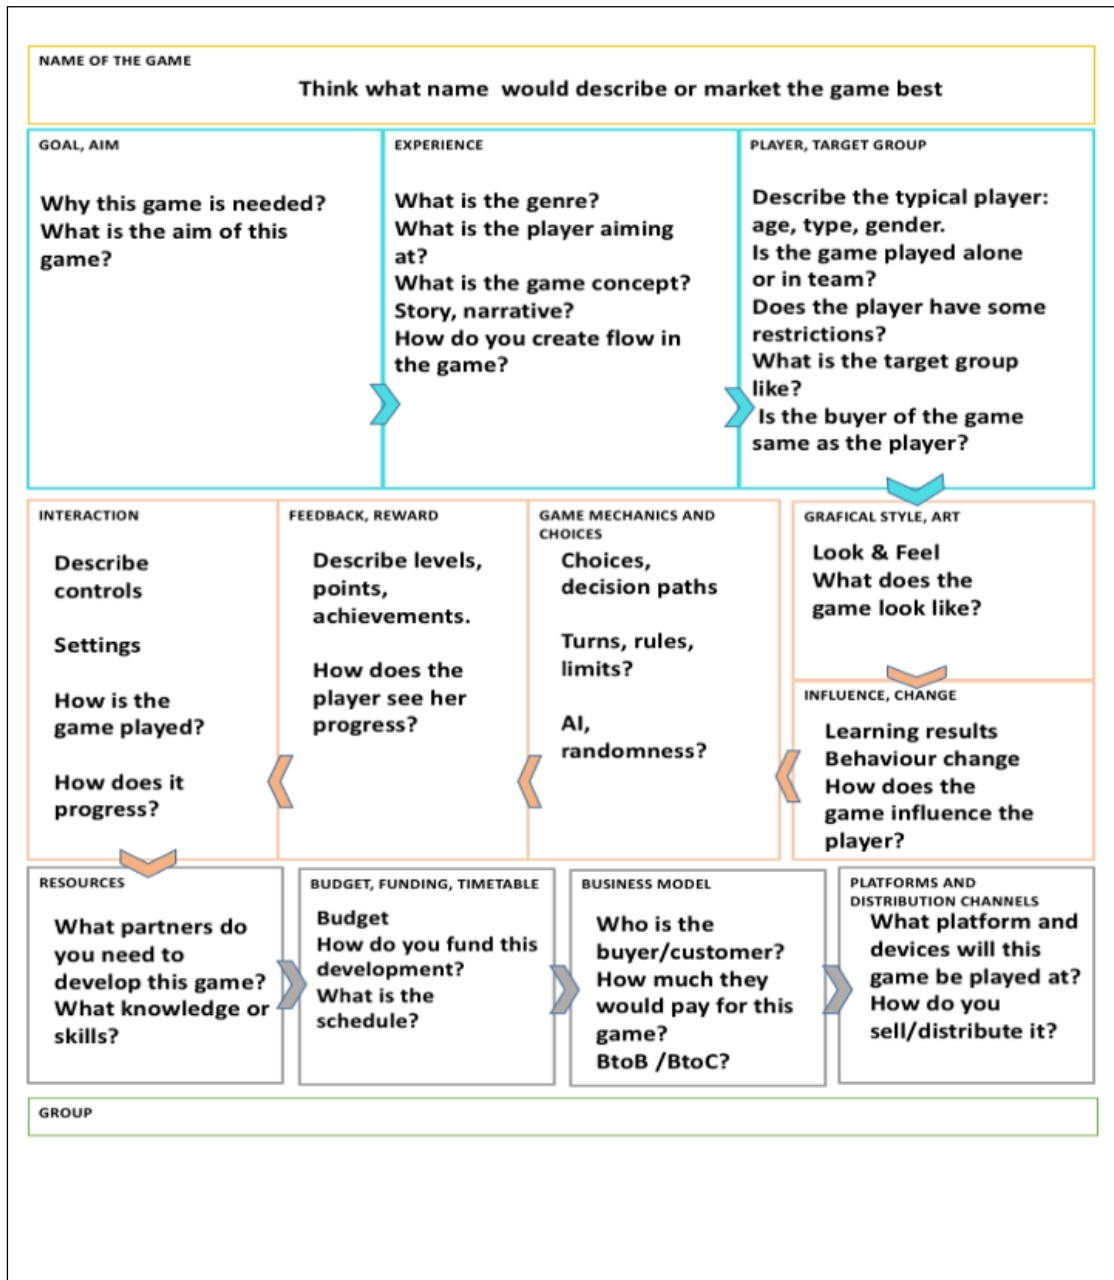 NAME OF THE GAME
Think what name would describe or market the game best
GOAL, AIM
Why this game is needed?
What is the aim of this
game?
EXPERIENCE
What is the genre?
What is the player aiming
at?
What is the game concept?
Story, narrative?
How do you create flow in
the game?
PLAYER, TARGET GROUP
Describe the typical player:
age, type, gender.
Is the game played alone
or in team?
Does the player have some
restrictions?
What is the target group
like?
Is the buyer of the game
same as the player?
INTERACTION
Describe
controls
Settings
How is the
game played?
How does it
progress?
FEEDBACK, REWARD
Describe levels,
points,
achievements.
How does the
player see her
progress?
GAME MECHANICS AND
CHOICES
Choices,
decision paths
Turns, rules,
limits?
AI,
randomness?
GRAFICAL STYLE, ART
Look & Feel
What does the
game look like?
INFLUENCE, CHANGE
Learning results
Behaviour change
How does the
game influence the
player?
RESOURCES
What partners do
you need to
develop this game?
What knowledge or
skills?
BUDGET, FUNDING, TIMETABLE
Budget
How do you fund this
development?
What is the
schedule?
BUSINESS MODEL
Who is the
buyer/customer?
How much they
would pay for this
game?
BtoB /BtoC?
PLATFORMS AND
DISTRIBUTION CHANNELS
What platform and
devices will this
game be played at?
How do you
sell/distribute it?
GROUP